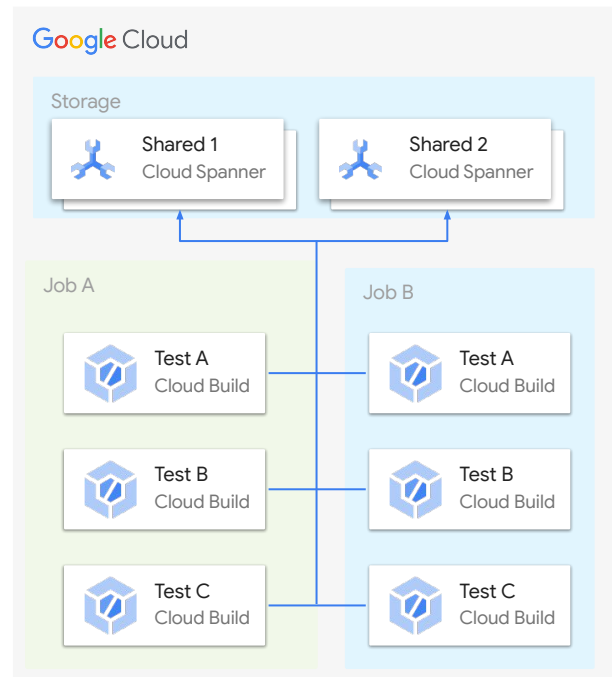 Google Cloud
Storage
Shared 1
Cloud Spanner
Shared 2
Cloud Spanner
Job A
Test A
Cloud Build
Test B
Cloud Build
Test C
Cloud Build
Job B
Test A
Cloud Build
Test B
Cloud Build
Test C
Cloud Build